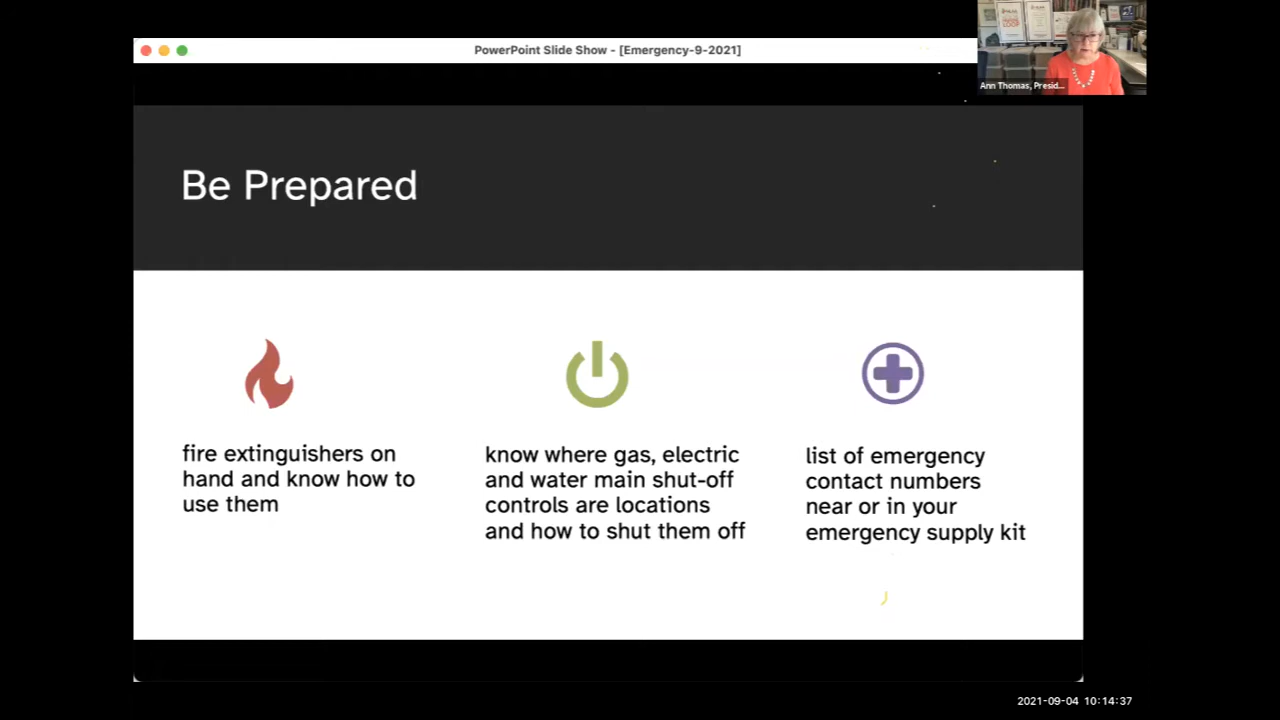 PowerPoint Slide Show - [Emergency-9-2021]
Ann Thomas, Presid...
Be Prepared
fire extinguishers on
hand and know how to
use them
know where gas, electric
and water main shut-off
controls are locations
and how to shut them off
list of emergency
contact numbers
near or in your
emergency supply kit
2021-09-04 10:14:37